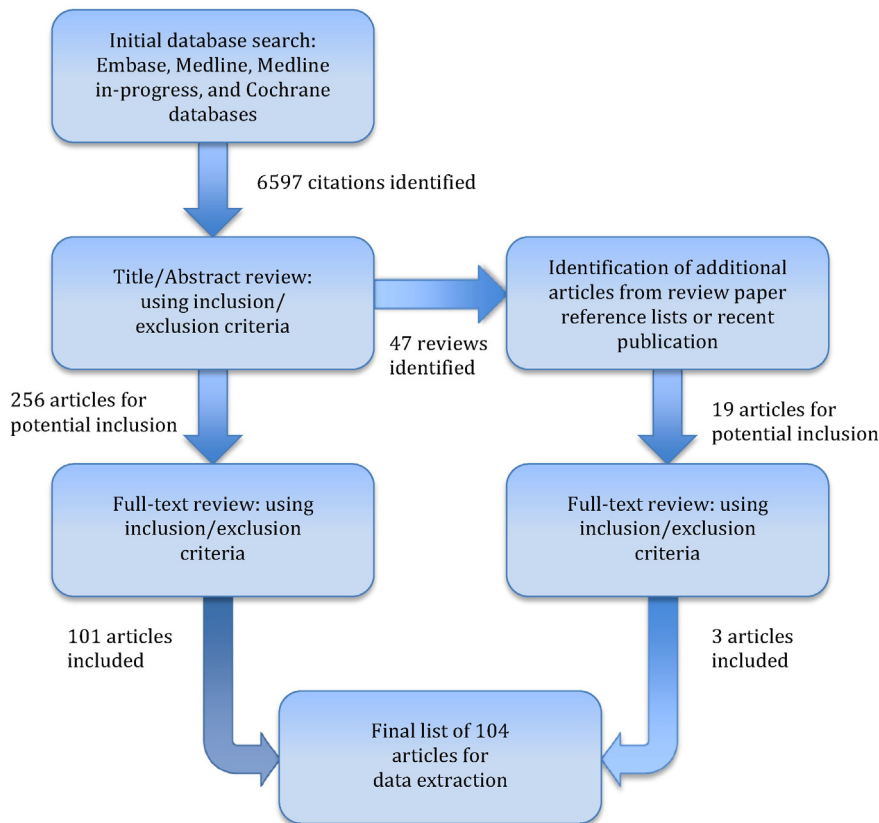 Initial database search:
Embase, Medline, Medline
in-progress, and Cochrane
databases
6597 citations identified
Title/Abstract review:
using inclusion/
exclusion criteria
47 reviews
identified
Identification of additional
articles from review paper
reference lists or recent
publication
256 articles for
potential inclusion
19 articles for
potential inclusion
Full-text review: using
inclusion/exclusion
criteria
Full-text review: using
inclusion/exclusion
criteria
101 articles
included
3 articles
included
Final list of 104
articles for
data extraction